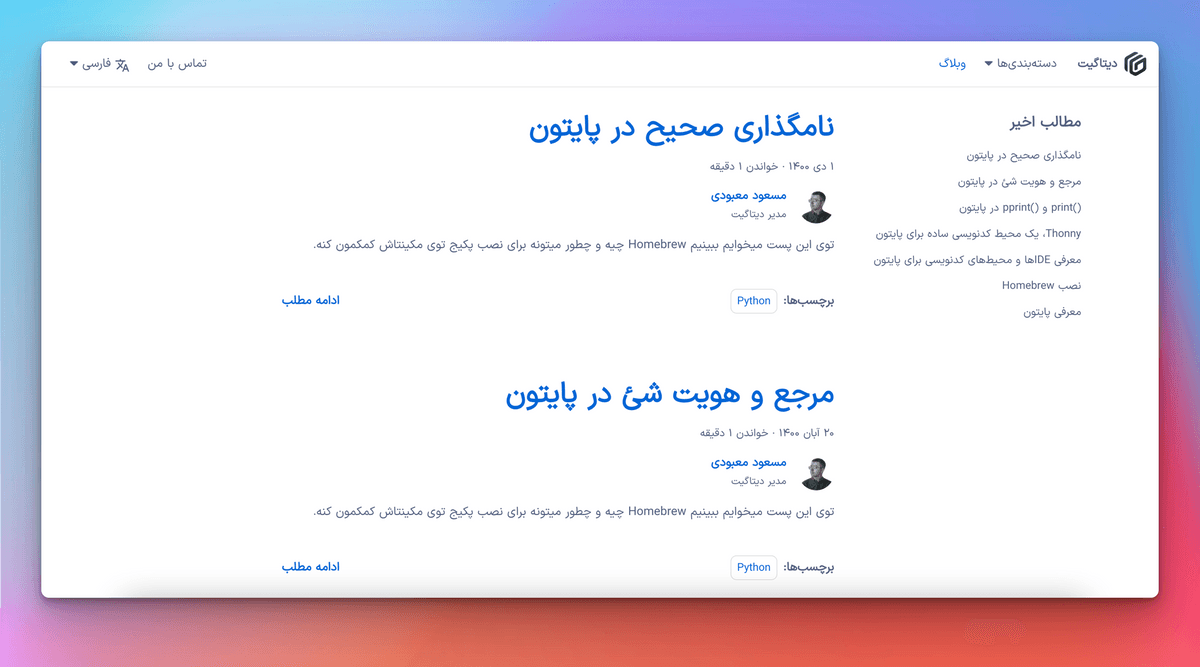 دیتاگیت
دسته‌بندی‌ها
وبلاگ
تماس با من
فارسی
مطالب اخیر
نامگذاری صحیح در پایتون
مرجع و هویت شئ در پایتون
print() و pprint() در پایتون
Thonny، یک محیط کدنویسی ساده برای پایتون
معرفی IDEها و محیط‌های کدنویسی برای پایتون
نصب Homebrew
معرفی پایتون
نامگذاری صحیح در پایتون
۱ دی ۱۴۰۰ · خواندن ۱ دقیقه
مسعود معبودی
مدیر دیتاگیت
توی این پست میخوایم ببینیم Homebrew چیه و چطور میتونه برای نصب پکیج توی مکینتاش کمکمون کنه.
برچسب‌ها: Python
ادامه مطلب
مرجع و هویت شئ در پایتون
۲۰ آبان ۱۴۰۰ · خواندن ۱ دقیقه
مسعود معبودی
مدیر دیتاگیت
توی این پست میخوایم ببینیم Homebrew چیه و چطور میتونه برای نصب پکیج توی مکینتاش کمکمون کنه.
برچسب‌ها: Python
ادامه مطلب